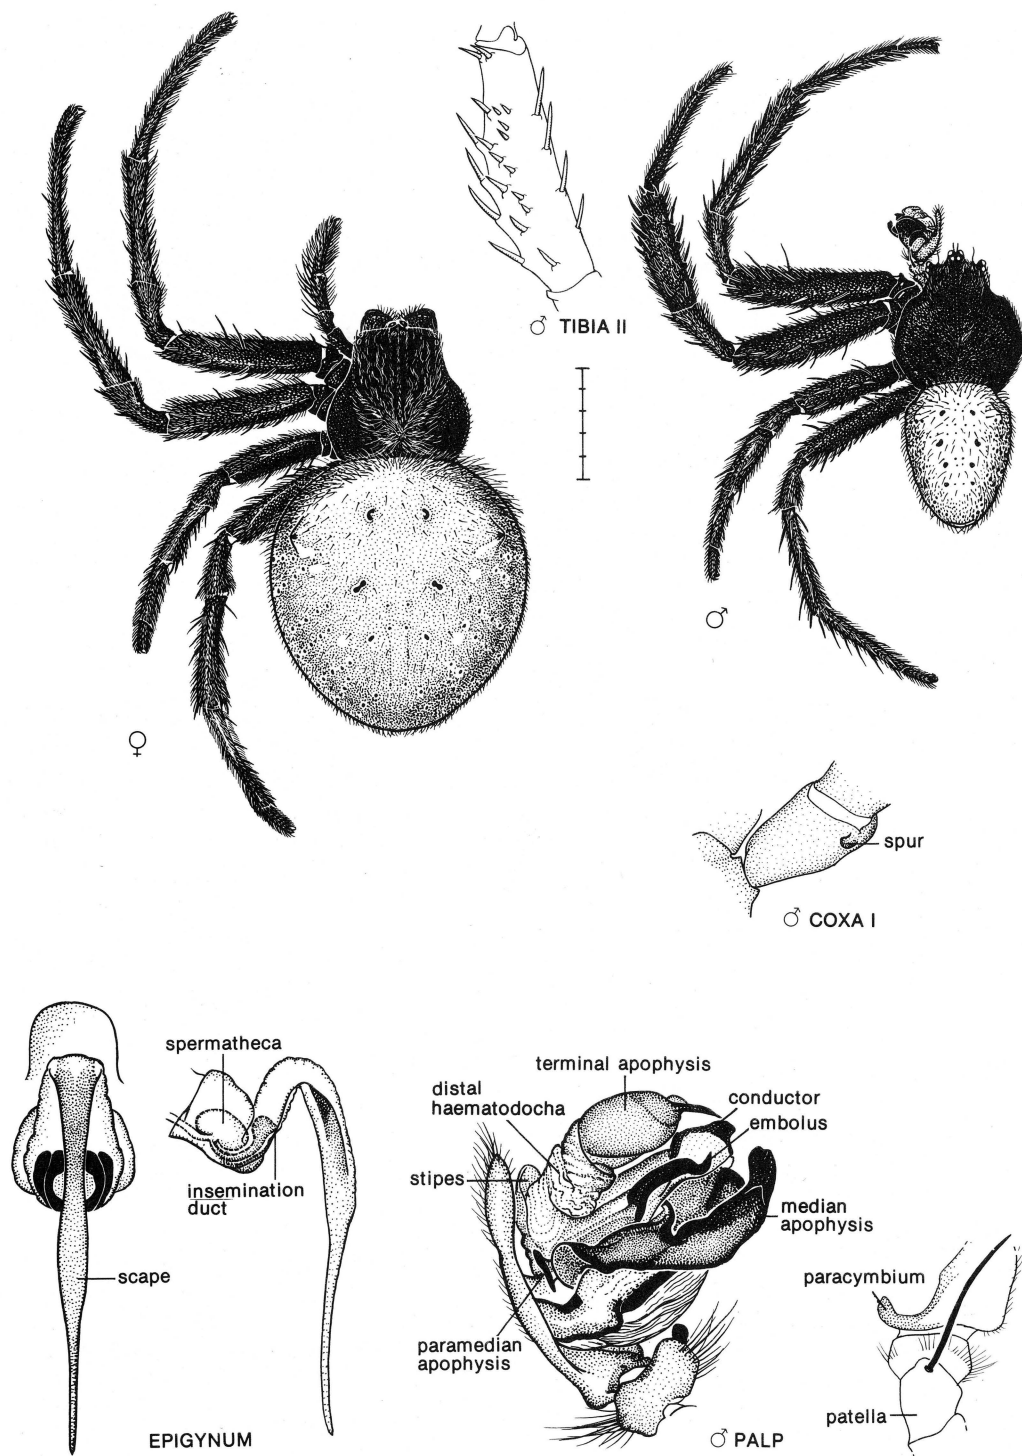 ♂ TIBIA II
♀
♂
spur
♂ COXA I
spermatheca
insemination
duct
scape
EPIGYNUM
terminal apophysis
distal
haematodocha
conductor
embolus
stipes
median
apophysis
paramedian
apophysis
♂ PALP
paracymbium
patella